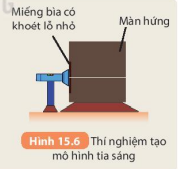 Miếng bìa có
khoét lỗ nhỏ
Màn hứng
Hình 15.6 Thí nghiệm tạo
mô hình tia sáng